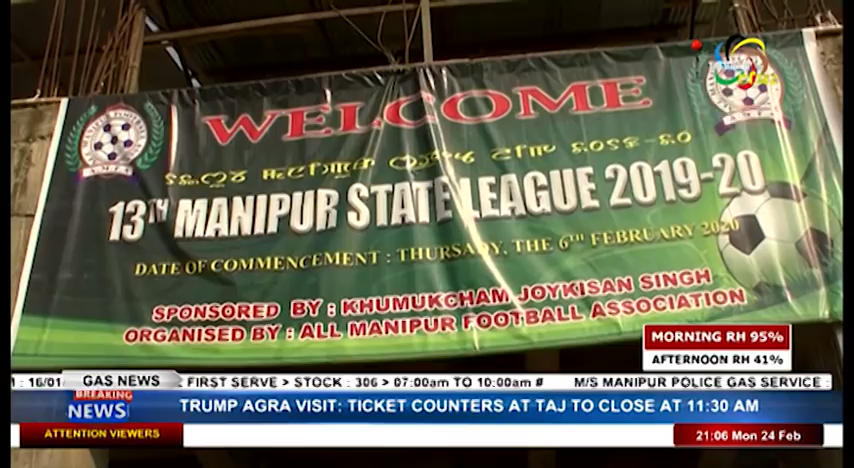 WELCOME
13TH MANIPUR STATE LEAGUE 2019-20
DATE OF COMMENCEMENT : THURSDAY, THE 6TH FEBRUARY 2020
SPONSORED BY : KHUMUKCHAM JOYKISAN SINGH
ORGANISED BY : ALL MANIPUR FOOTBALL ASSOCIATION
MORNING RH 95%
AFTERNOON RH 41%
: 16/01 GAS NEWS FIRST SERVE > STOCK : 306 > 07:00am TO 10:00am # M/S MANIPUR POLICE GAS SERVICE :
BREAKING
NEWS
TRUMP AGRA VISIT: TICKET COUNTERS AT TAJ TO CLOSE AT 11:30 AM
ATTENTION VIEWERS
21:06 Mon 24 Feb